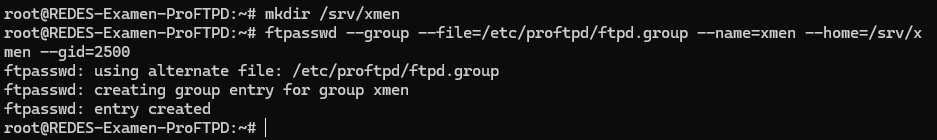 root@REDES-Examen-ProFTPD:~# mkdir /srv/xmen
root@REDES-Examen-ProFTPD:~# ftpasswd --group --file=/etc/proftpd/ftpd.group --name=xmen --home=/srv/x
men --gid=2500
ftpasswd: using alternate file: /etc/proftpd/ftpd.group
ftpasswd: creating group entry for group xmen
ftpasswd: entry created
root@REDES-Examen-ProFTPD:~#